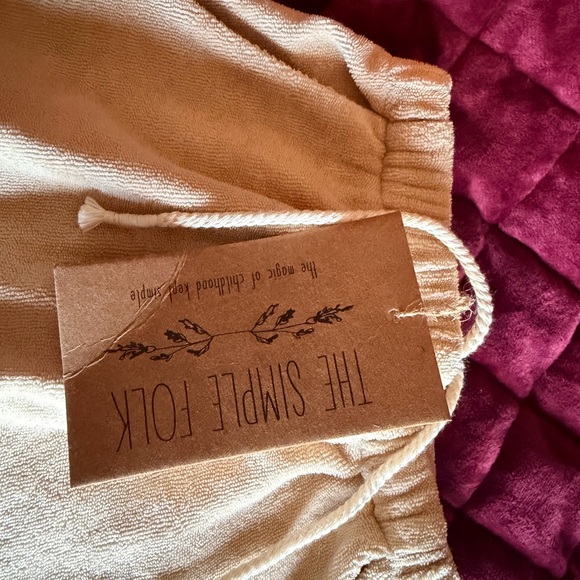 THE SIMPLE FOLK
the magic of childhood kept simple